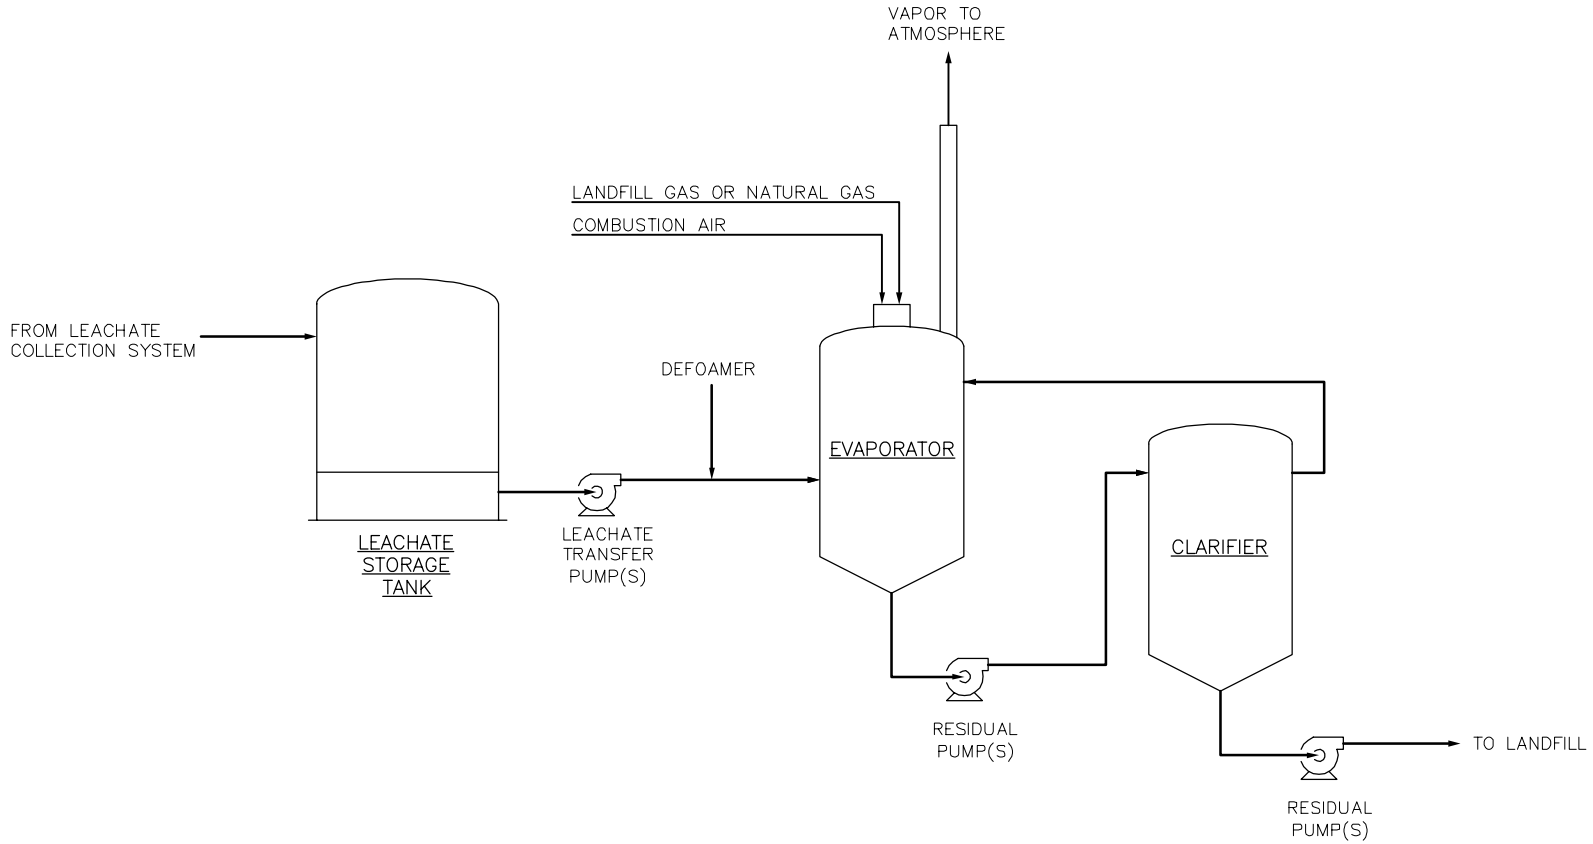 VAPOR TO
ATMOSPHERE
LANDFILL GAS OR NATURAL GAS
COMBUSTION AIR
FROM LEACHATE
COLLECTION SYSTEM
DEFOAMER
EVAPORATOR
LEACHATE
STORAGE
TANK
LEACHATE
TRANSFER
PUMP(S)
CLARIFIER
RESIDUAL
PUMP(S)
TO LANDFILL
RESIDUAL
PUMP(S)